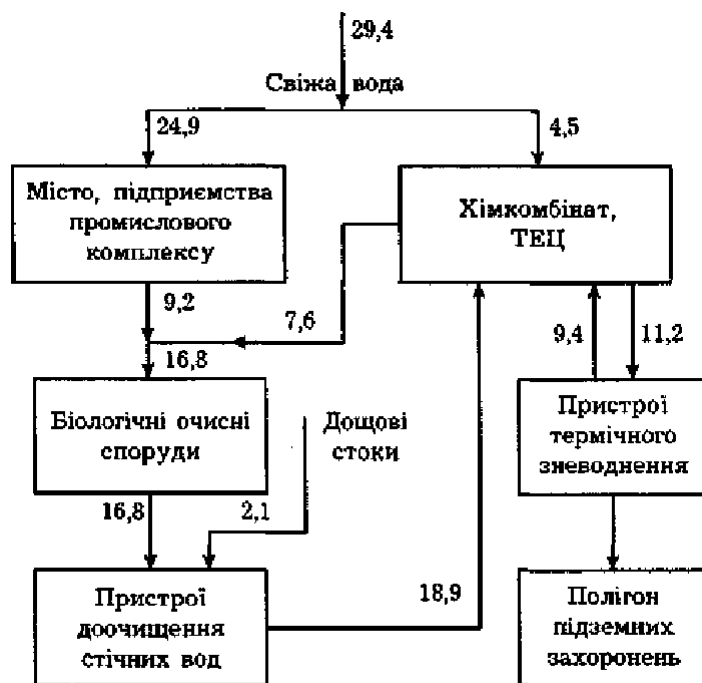 29,4
Свіжа вода
24,9
4,5
Місто, підприємства
промислового
комплексу
Хімкомбінат,
ТЕЦ
9,2
7,6
9,4
11,2
16,8
Біологічні очисні
споруди
Дощові
стоки
Пристрої
термічного
зневоднення
16,8
2,1
18,9
Пристрої
доочищення
стічних вод
Полігон
підземних
захоронень